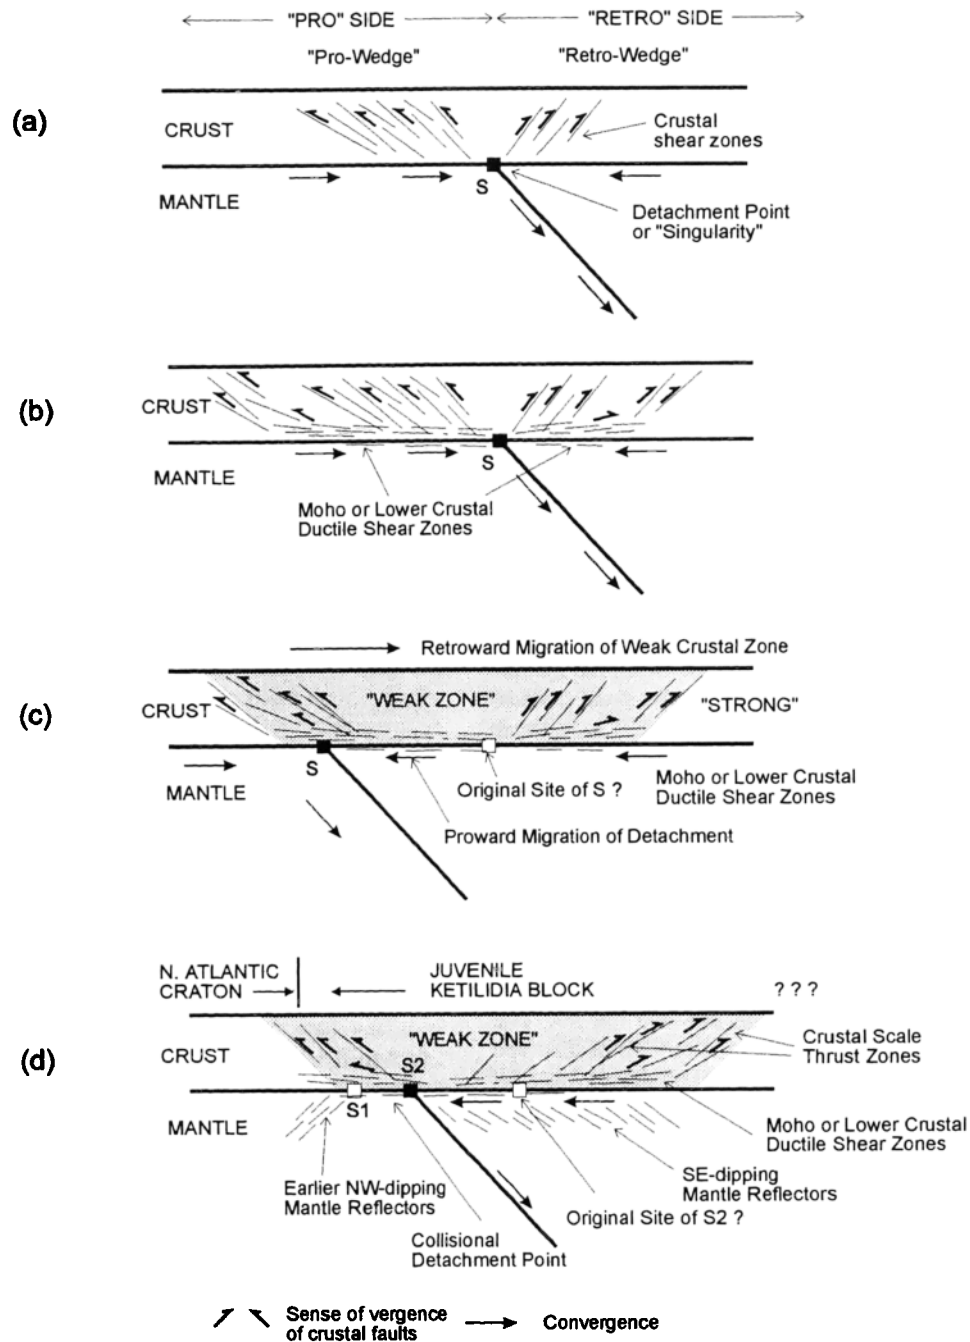 "PRO" SIDE
"RETRO" SIDE
"Pro-Wedge"
"Retro-Wedge"
(a)
CRUST
Crustal
shear zones
MANTLE
S
Detachment Point
or "Singularity"
(b)
CRUST
MANTLE
S
Moho or Lower Crustal
Ductile Shear Zones
Retroward Migration of Weak Crustal Zone
(c)
CRUST
"WEAK ZONE"
"STRONG"
S
MANTLE
Original Site of S ?
Moho or Lower Crustal
Ductile Shear Zones
Proward Migration of Detachment
N. ATLANTIC
CRATON
JUVENILE
KETILIDIA BLOCK
? ? ?
(d)
CRUST
"WEAK ZONE"
Crustal Scale
Thrust Zones
S2
S1
MANTLE
Moho or Lower Crustal
Ductile Shear Zones
Earlier NW-dipping
Mantle Reflectors
SE-dipping
Mantle Reflectors
Original Site of S2 ?
Collisional
Detachment Point
Sense of vergence
of crustal faults
Convergence